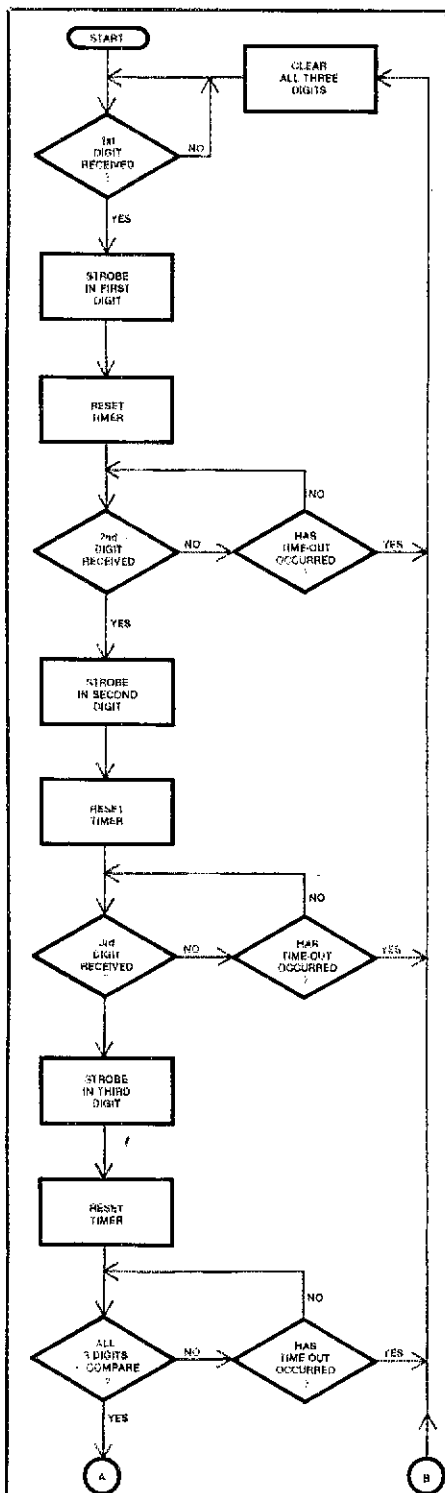 START
CLEAR
ALL THREE
DIGITS
1st
DIGIT
RECEIVED
?
NO
YES
STROBE
IN FIRST
DIGIT
RESET
TIMER
NO
2nd
DIGIT
RECEIVED
NO
HAS
TIME-OUT
OCCURRED
?
YES
YES
STROBE
IN SECOND
DIGIT
RESET
TIMER
NO
3rd
DIGIT
RECEIVED
NO
HAS
TIME-OUT
OCCURRED
?
YES
STROBE
IN THIRD
DIGIT
RESET
TIMER
NO
ALL
3 DIGITS
COMPARE
?
NO
HAS
TIME OUT
OCCURRED
?
YES
YES
A
B